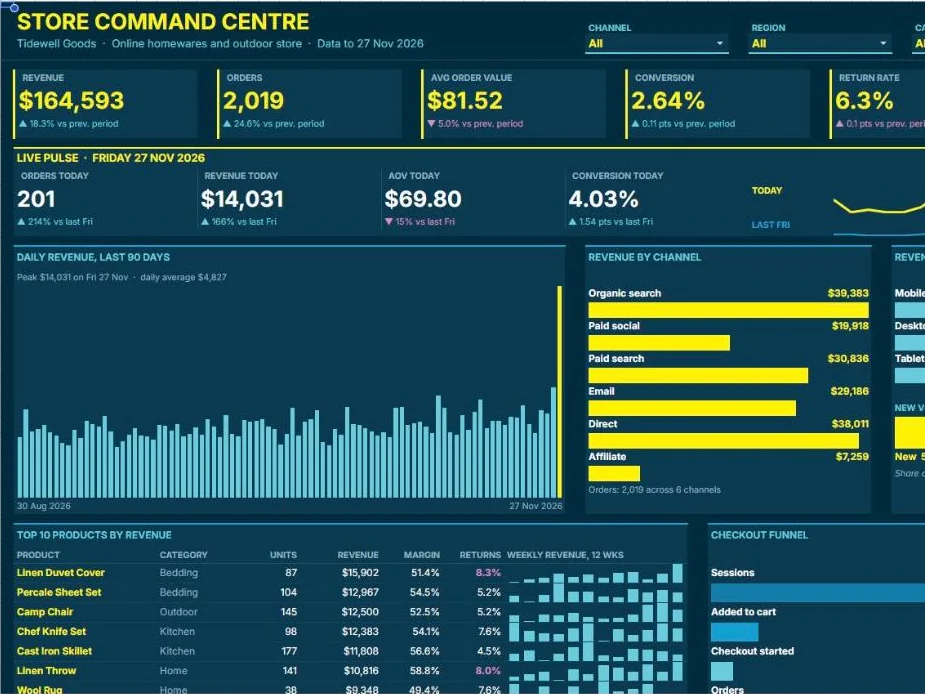 STORE COMMAND CENTRE
Tidewell Goods · Online homewares and outdoor store · Data to 27 Nov 2026
CHANNEL
All
REGION
All
REVENUE
$164,593
▲ 18.3% vs prev. period
ORDERS
2,019
▲ 24.6% vs prev. period
AVG ORDER VALUE
$81.52
▼ 5.0% vs prev. period
CONVERSION
2.64%
▲ 0.11 pts vs prev. period
RETURN RATE
6.3%
▲ 0.1 pts vs prev. peri
LIVE PULSE · FRIDAY 27 NOV 2026
ORDERS TODAY
201
▲ 214% vs last Fri
REVENUE TODAY
$14,031
▲ 166% vs last Fri
AOV TODAY
$69.80
▼ 15% vs last Fri
CONVERSION TODAY
4.03%
▲ 1.54 pts vs last Fri
TODAY
LAST FRI
DAILY REVENUE, LAST 90 DAYS
Peak $14,031 on Fri 27 Nov · daily average $4,827
30 Aug 2026 27 Nov 2026
REVENUE BY CHANNEL
Organic search $39,383
Paid social $19,918
Paid search $30,836
Email $29,186
Direct $38,011
Affiliate $7,259
Orders: 2,019 across 6 channels
REVEN
Mobile
Deskto
Tablet
NEW V
New 5
Share o
TOP 10 PRODUCTS BY REVENUE
PRODUCT CATEGORY UNITS REVENUE MARGIN RETURNS WEEKLY REVENUE, 12 WKS
Linen Duvet Cover Bedding 87 $15,902 51.4% 8.3%
Percale Sheet Set Bedding 104 $12,967 54.5% 5.2%
Camp Chair Outdoor 145 $12,500 52.5% 5.2%
Chef Knife Set Kitchen 98 $12,383 54.1% 7.6%
Cast Iron Skillet Kitchen 177 $11,808 56.6% 4.5%
Linen Throw Home 141 $10,816 58.8% 8.0%
Wool Rug Home 38 $9,348 49.4% 7.6%
CHECKOUT FUNNEL
Sessions
Added to cart
Checkout started
Orders